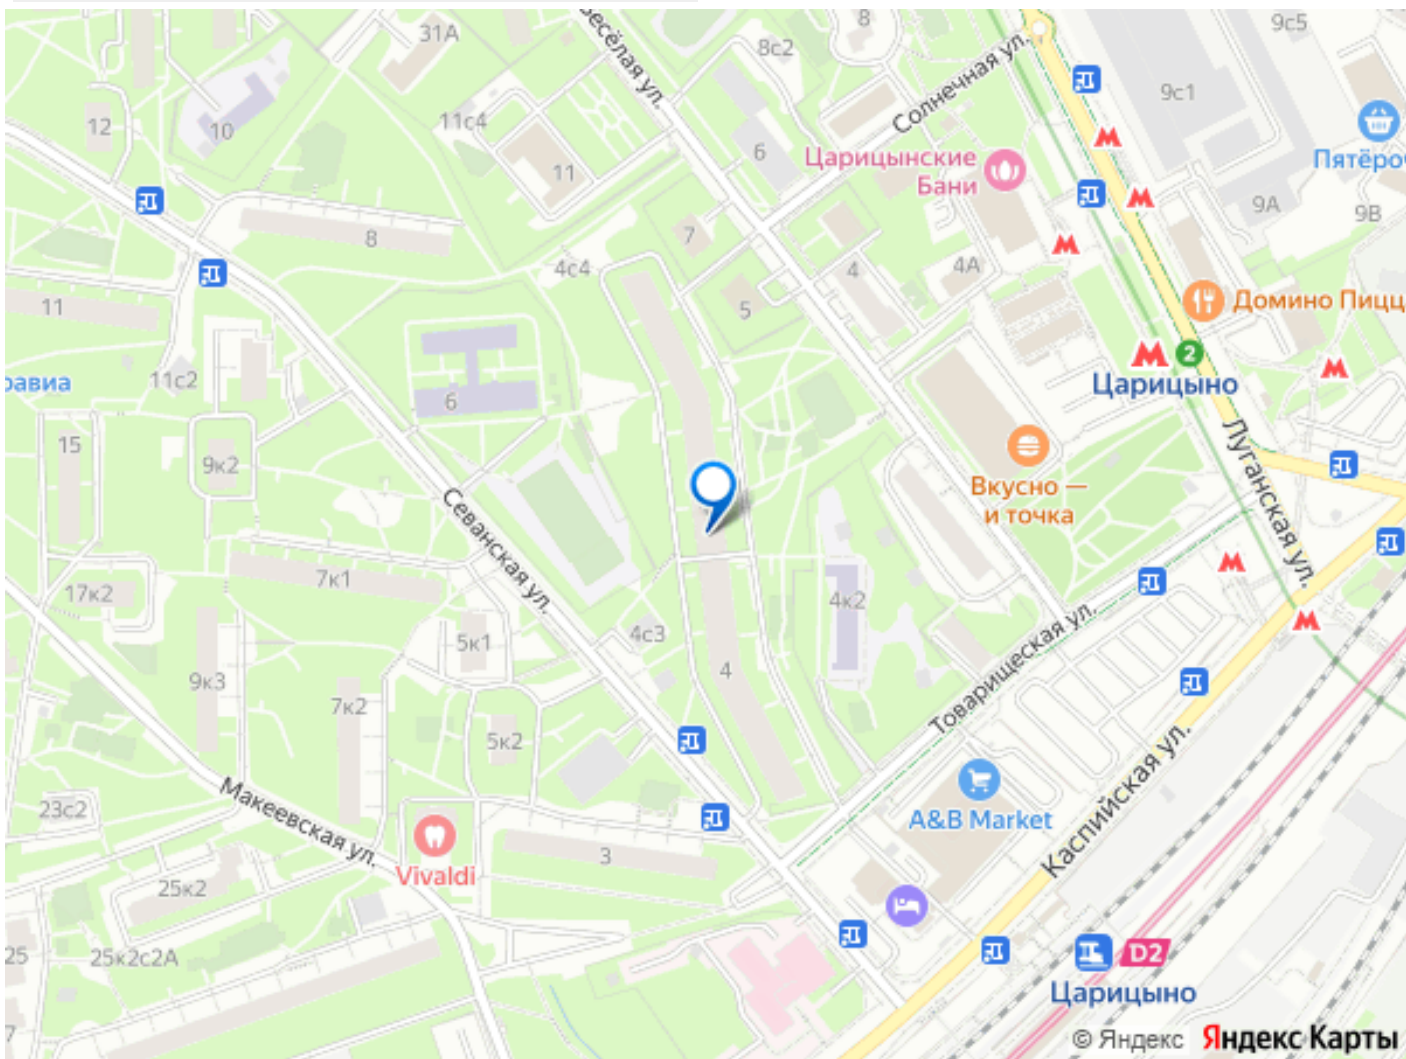 31А
8
8с2
9с5
Весёлая ул.
Солнечная ул.
9с1
12
10
11с4
6
11
Царицынские
Бани
Пятёро
9А
9В
8
7
4с4
4
4А
5
11
Домино Пицц
2
Царицыно
равиа
11с2
6
15
9к2
Луганская ул.
Вкусно —
и точка
Севанская ул.
7к1
17к2
4к2
5к1
4с3
Товарищеская ул.
9к3
7к2
4
5к2
Каспийская ул.
Макеевская ул.
23с2
A&B Market
Vivaldi
3
25к2
25
25к2с2А
D2
Царицыно
7
© Яндекс Яндекс Карты